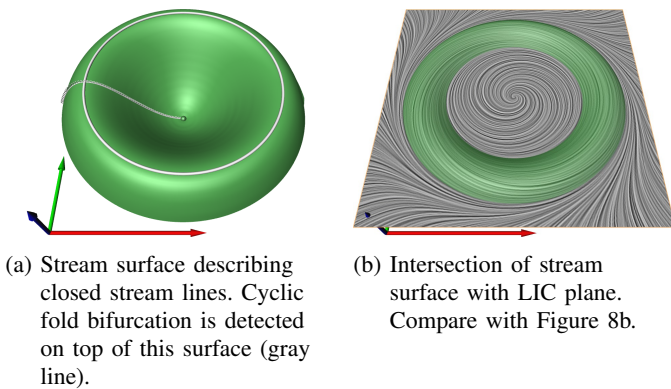 (a) Stream surface describing
closed stream lines. Cyclic
fold bifurcation is detected
on top of this surface (gray
line).
(b) Intersection of stream
surface with LIC plane.
Compare with Figure 8b.